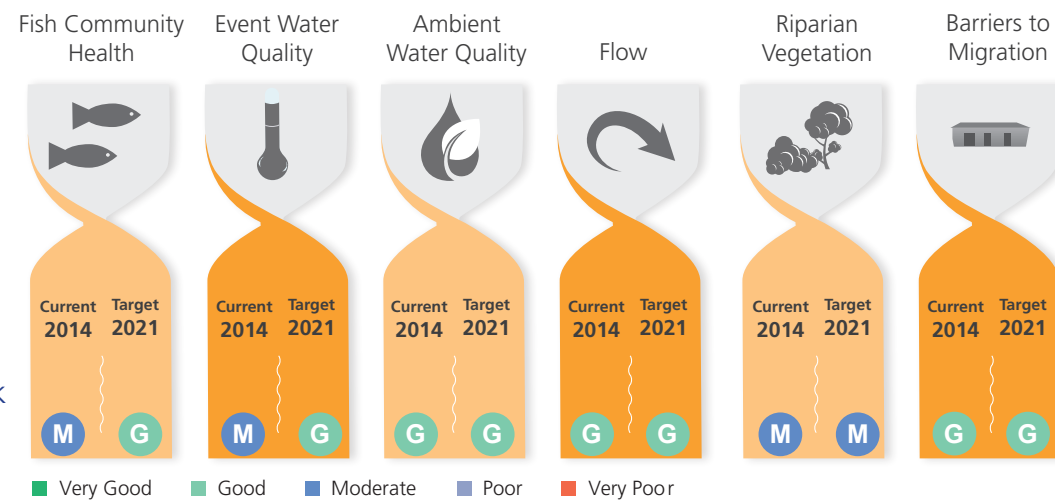 Fish Community
Health
Event Water
Quality
Ambient
Water Quality
Flow
Riparian
Vegetation
Barriers to
Migration
Current Target
2014 2021
M G
Current Target
2014 2021
M G
Current Target
2014 2021
G G
Current Target
2014 2021
G G
Current Target
2014 2021
M M
Current Target
2014 2021
G G
Very Good Good Moderate Poor Very Poor